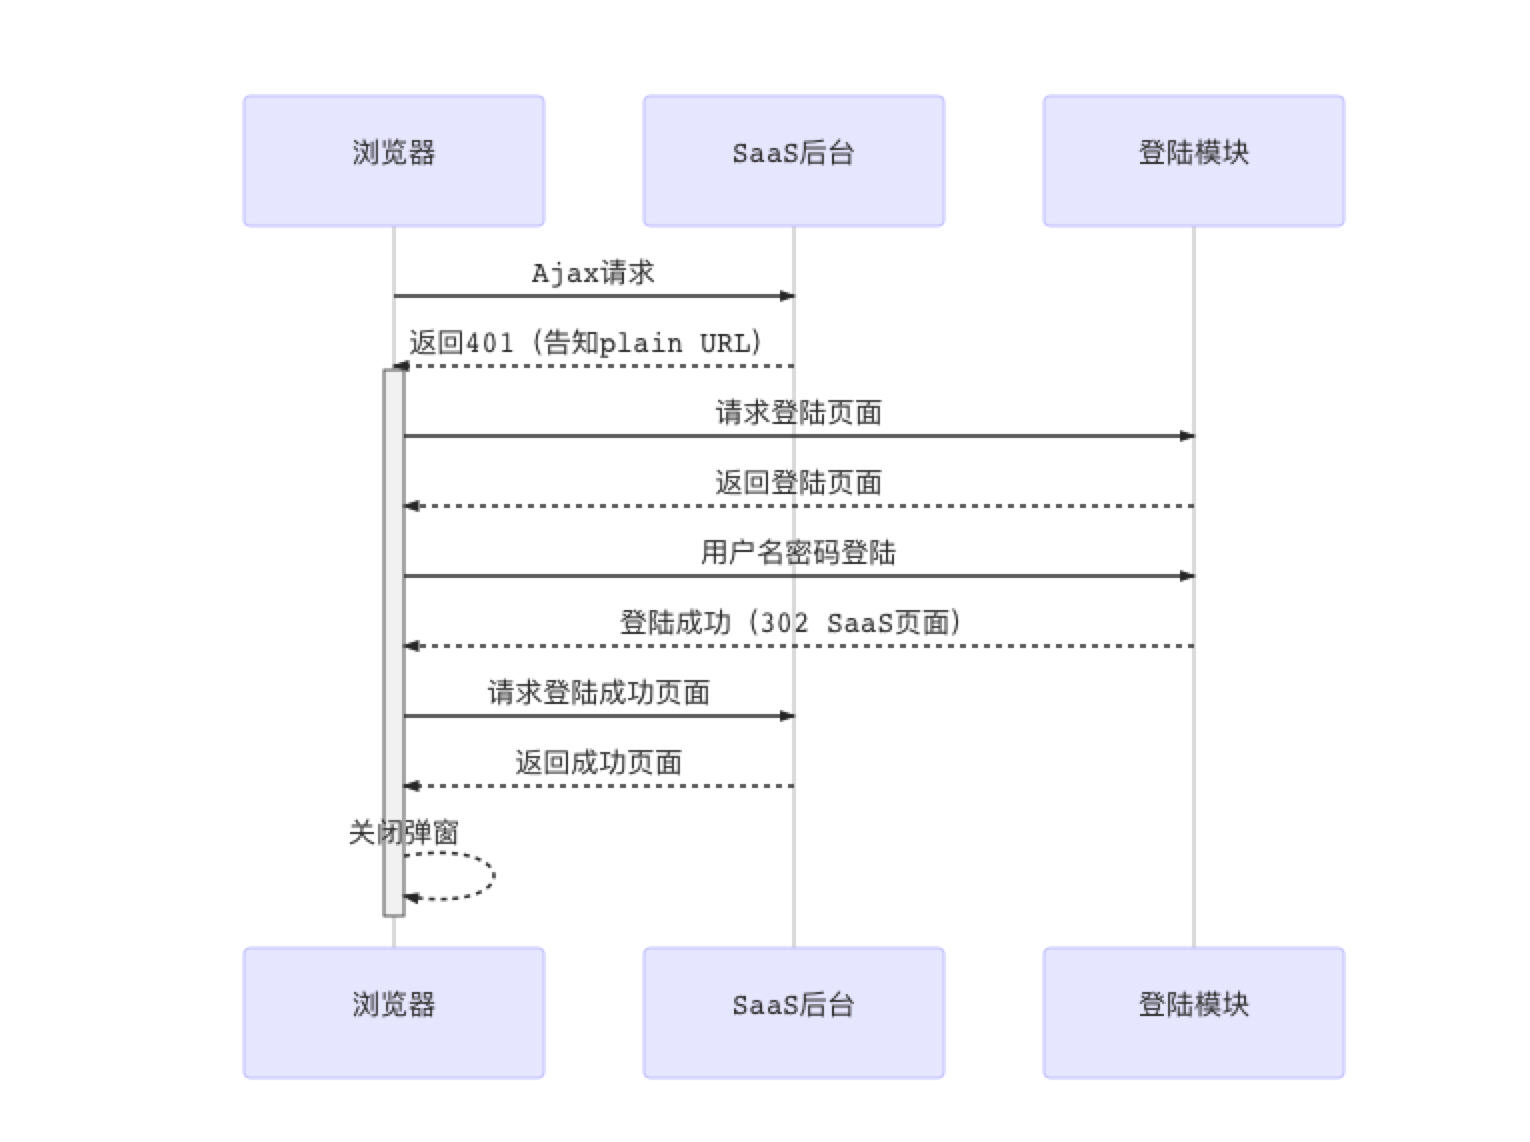 浏览器
SaaS后台
登陆模块
Ajax请求
返回401（告知plain URL）
请求登陆页面
返回登陆页面
用户名密码登陆
登陆成功（302 SaaS页面）
请求登陆成功页面
返回成功页面
关闭弹窗
浏览器
SaaS后台
登陆模块